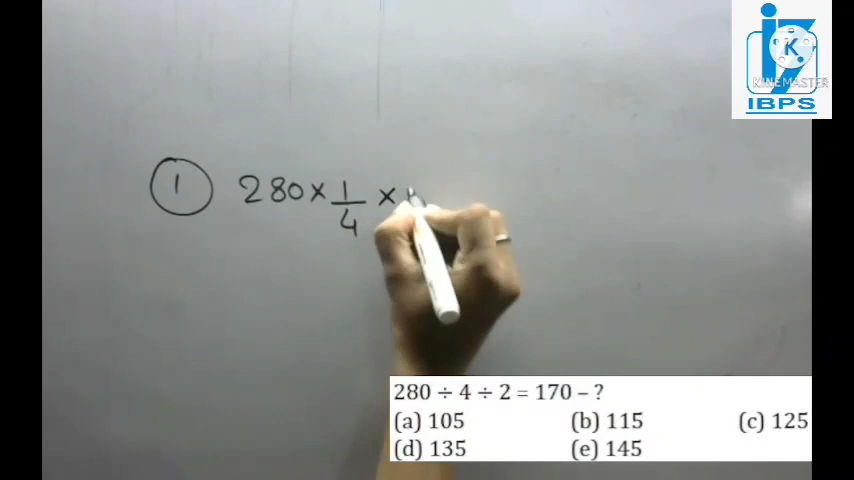 K
KINEMASTER
IBPS
1 280 × 1/4 ×
280 ÷ 4 ÷ 2 = 170 – ?
(a) 105 (b) 115 (c) 125
(d) 135 (e) 145